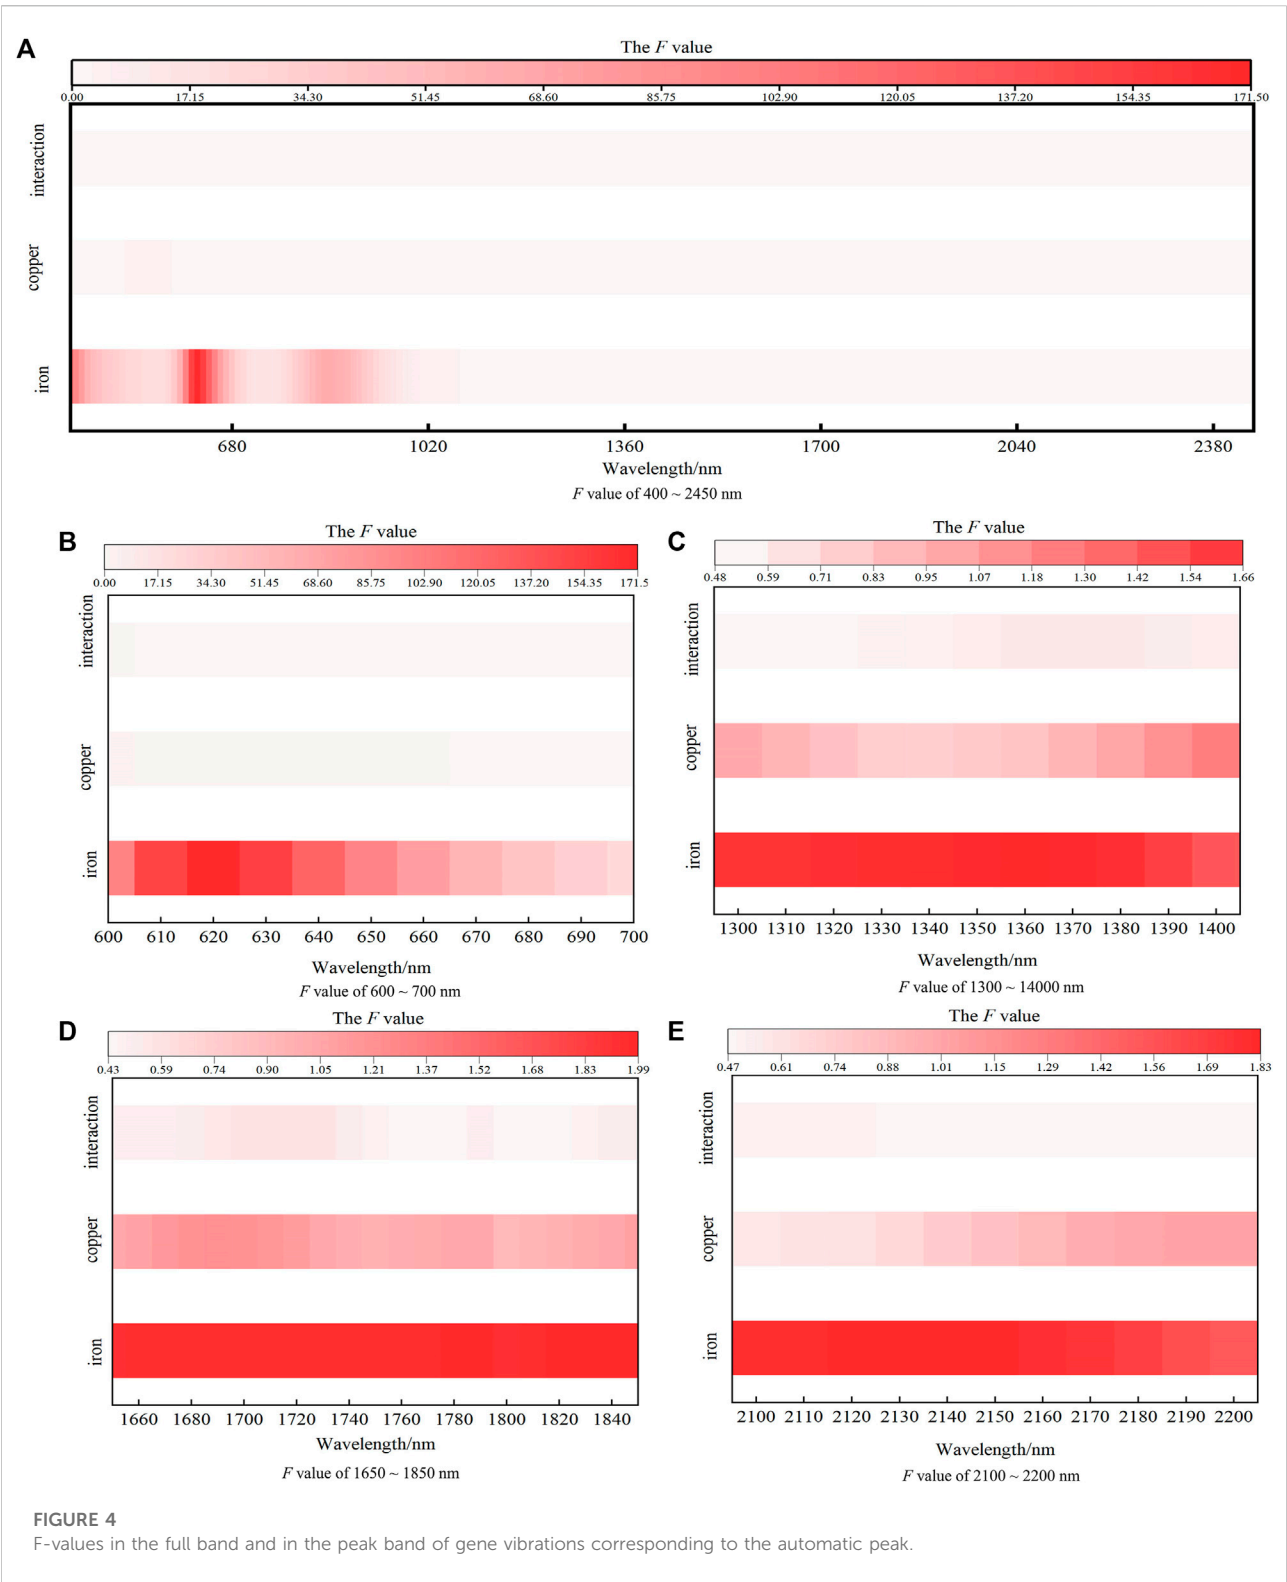 A
The F value
0.00 17.15 34.30 51.45 68.60 85.75 102.90 120.05 137.20 154.35 171.50
interaction
copper
iron
680 1020 1360 1700 2040 2380
Wavelength/nm
F value of 400 ~ 2450 nm
B
The F value
0.00 17.15 34.30 51.45 68.60 85.75 102.90 120.05 137.20 154.35 171.5
interaction
copper
iron
600 610 620 630 640 650 660 670 680 690 700
Wavelength/nm
F value of 600 ~ 700 nm
C
The F value
0.48 0.59 0.71 0.83 0.95 1.07 1.18 1.30 1.42 1.54 1.66
interaction
copper
iron
1300 1310 1320 1330 1340 1350 1360 1370 1380 1390 1400
Wavelength/nm
F value of 1300 ~ 14000 nm
D
The F value
0.43 0.59 0.74 0.90 1.05 1.21 1.37 1.52 1.68 1.83 1.99
interaction
copper
iron
1660 1680 1700 1720 1740 1760 1780 1800 1820 1840
Wavelength/nm
F value of 1650 ~ 1850 nm
E
The F value
0.47 0.61 0.74 0.88 1.01 1.15 1.29 1.42 1.56 1.69 1.83
interaction
copper
iron
2100 2110 2120 2130 2140 2150 2160 2170 2180 2190 2200
Wavelength/nm
F value of 2100 ~ 2200 nm
FIGURE 4
F-values in the full band and in the peak band of gene vibrations corresponding to the automatic peak.